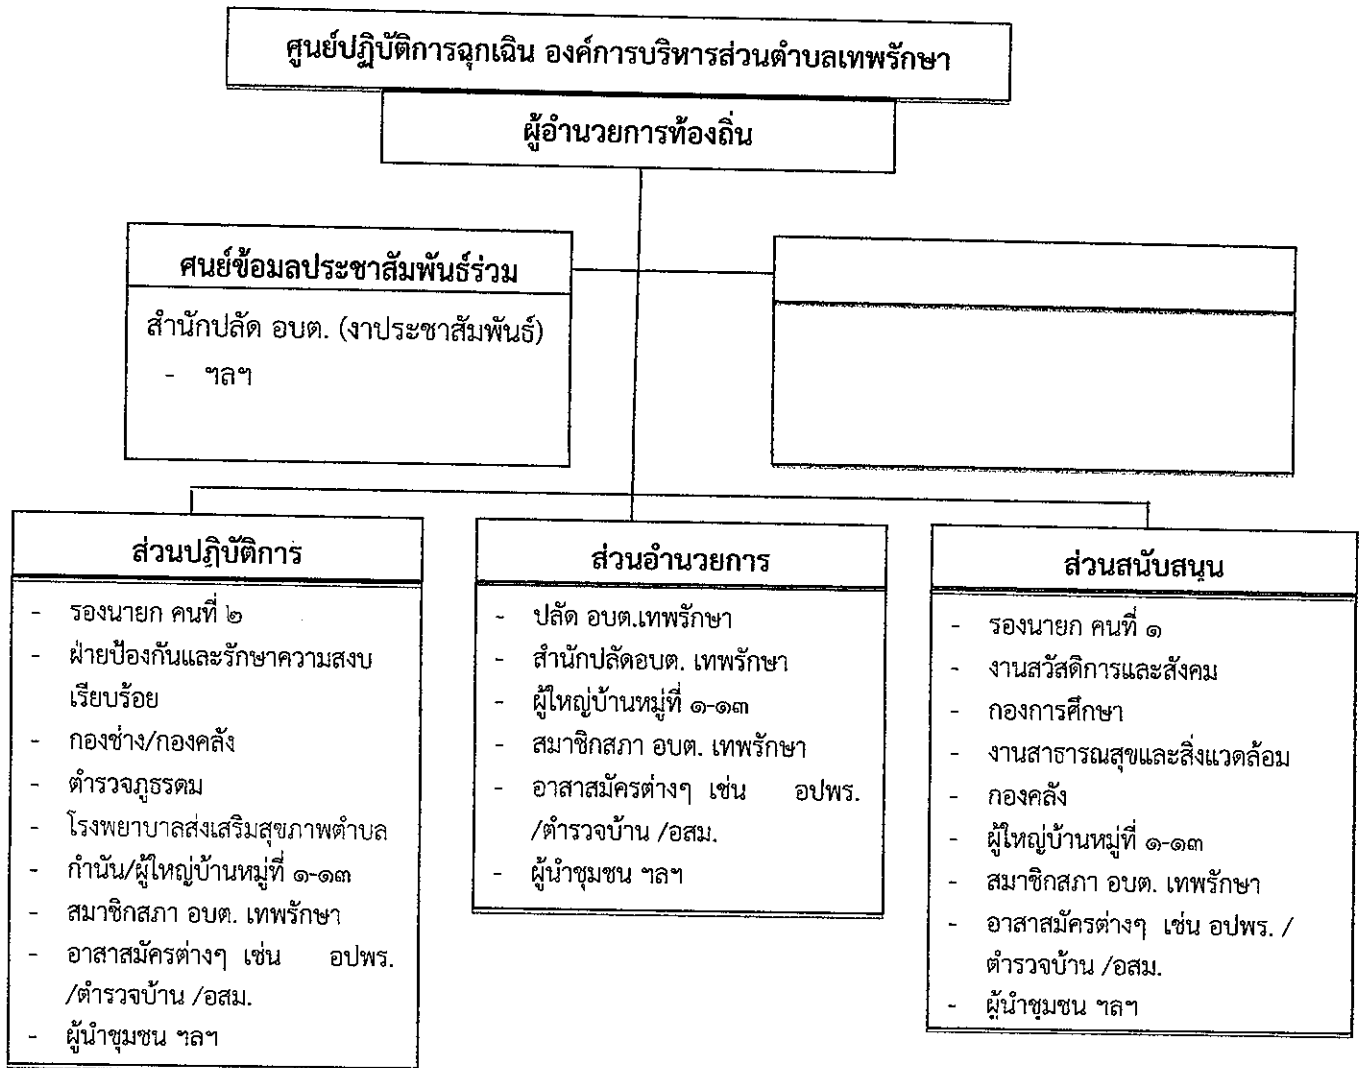 ศูนย์ปฏิบัติการฉุกเฉิน องค์การบริหารส่วนตำบลเทพรักษา
ผู้อำนวยการท้องถิ่น
ศนย์ข้อมลประชาสัมพันธ์ร่วม
สำนักปลัด อบต. (งาประชาสัมพันธ์)
- ฯลฯ
ส่วนปฏิบัติการ
- รองนายก คนที่ ๒
- ฝ่ายป้องกันและรักษาความสงบ
เรียบร้อย
- กองช่าง/กองคลัง
- ตำรวจภูธรดม
- โรงพยาบาลส่งเสริมสุขภาพตำบล
- กำนัน/ผู้ใหญ่บ้านหมู่ที่ ๑-๑๓
- สมาชิกสภา อบต. เทพรักษา
- อาสาสมัครต่างๆ เช่น อปพร.
/ตำรวจบ้าน /อสม.
- ผู้นำชุมชน ฯลฯ
ส่วนอำนวยการ
- ปลัด อบต.เทพรักษา
- สำนักปลัดอบต. เทพรักษา
- ผู้ใหญ่บ้านหมู่ที่ ๑-๑๓
- สมาชิกสภา อบต. เทพรักษา
- อาสาสมัครต่างๆ เช่น อปพร.
/ตำรวจบ้าน /อสม.
- ผู้นำชุมชน ฯลฯ
ส่วนสนับสนุน
- รองนายก คนที่ ๑
- งานสวัสดิการและสังคม
- กองการศึกษา
- งานสาธารณสุขและสิ่งแวดล้อม
- กองคลัง
- ผู้ใหญ่บ้านหมู่ที่ ๑-๑๓
- สมาชิกสภา อบต. เทพรักษา
- อาสาสมัครต่างๆ เช่น อปพร. /
ตำรวจบ้าน /อสม.
- ผู้นำชุมชน ฯลฯ